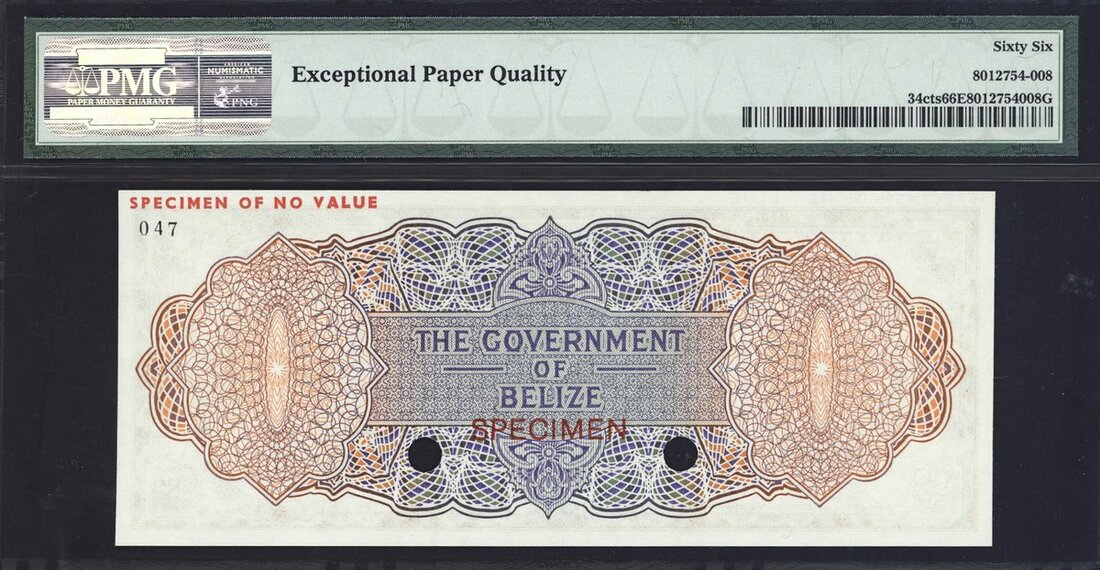 PMG
PAPER MONEY GUARANTY
NUMISMATIC
PNG
Exceptional Paper Quality
Sixty Six
8012754-008
34cts66E8012754008G
SPECIMEN OF NO VALUE
047
THE GOVERNMENT
OF
BELIZE
SPECIMEN